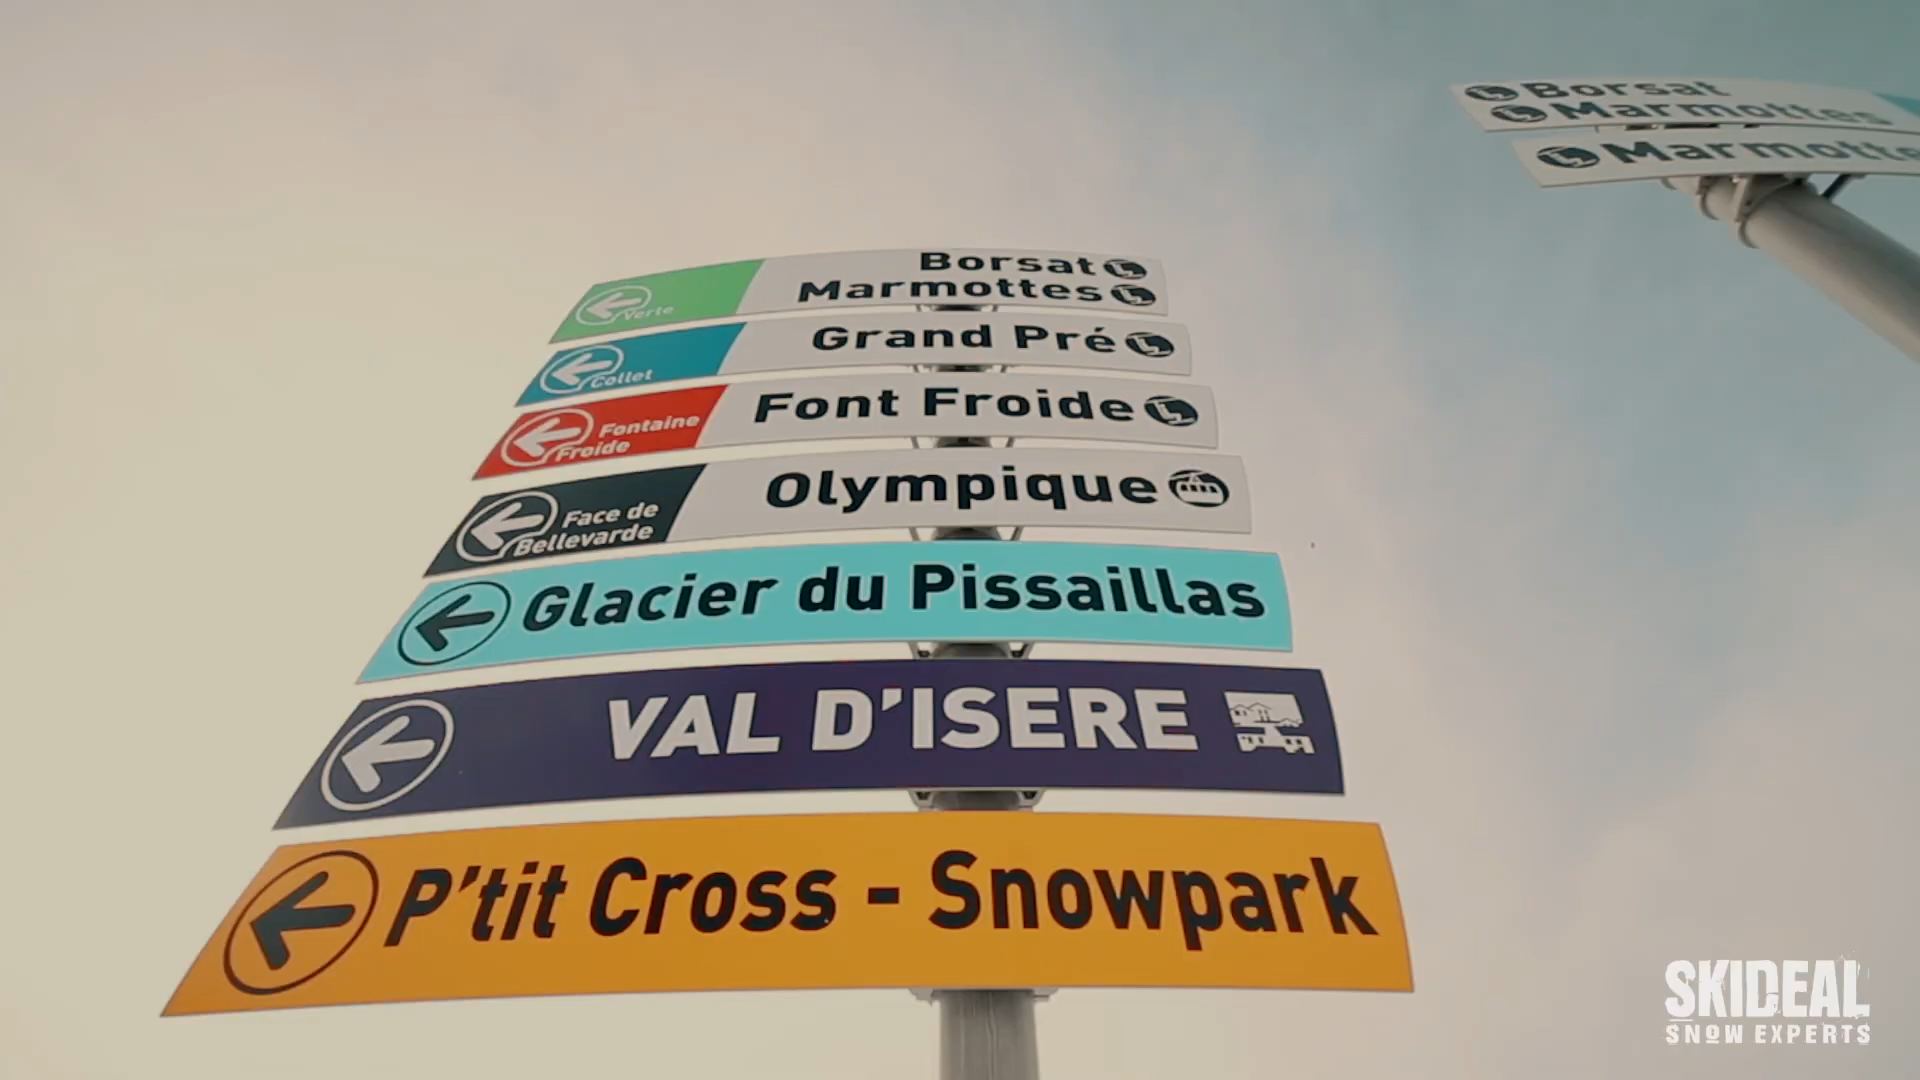 Borsat
Marmottes
Verte
Grand Pré
Collet
Font Froide
Fontaine
Froide
Olympique
Face de
Bellevarde
Glacier du Pissaillas
VAL D'ISERE
P'tit Cross - Snowpark
Borsat
Marmottes
Marmotte
SKIDEAL
SNOW EXPERTS